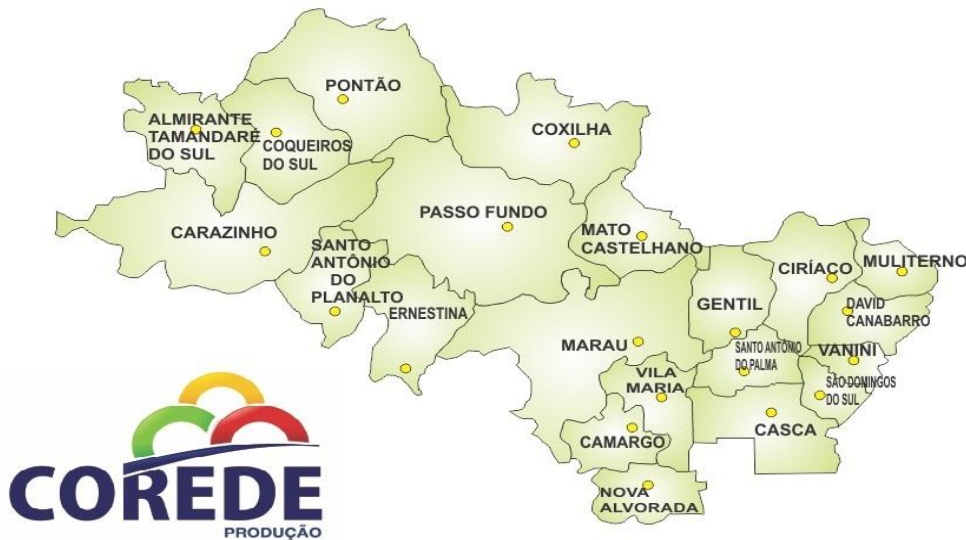 PONTÃO
COXILHA
ALMIRANTE
TAMANDARÉ
DO SUL
COQUEIROS
DO SUL
PASSO FUNDO
CARAZINHO
MATO
CASTELHANO
SANTO
ANTÔNIO
DO
PLANALTO
ERNESTINA
CIRÍAÇO
MULITERNO
GENTIL
DAVID
CANABARRO
MARAU
SANTO ANTÔNIO
DO PALMA
VANINI
VILA
MARIA
SÃO DOMINGOS
DO SUL
CAMARGO
CASCA
NOVA
ALVORADA
COREDE
PRODUÇÃO